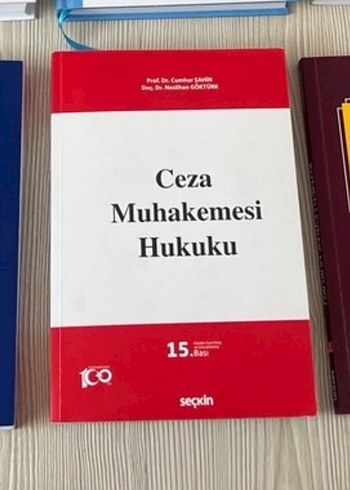 Prof. Dr. Cumhur ŞAHİN
Doç. Dr. Neslihan GÖKTÜRK
Ceza
Muhakemesi
Hukuku
15.
Bası
100
seçkin